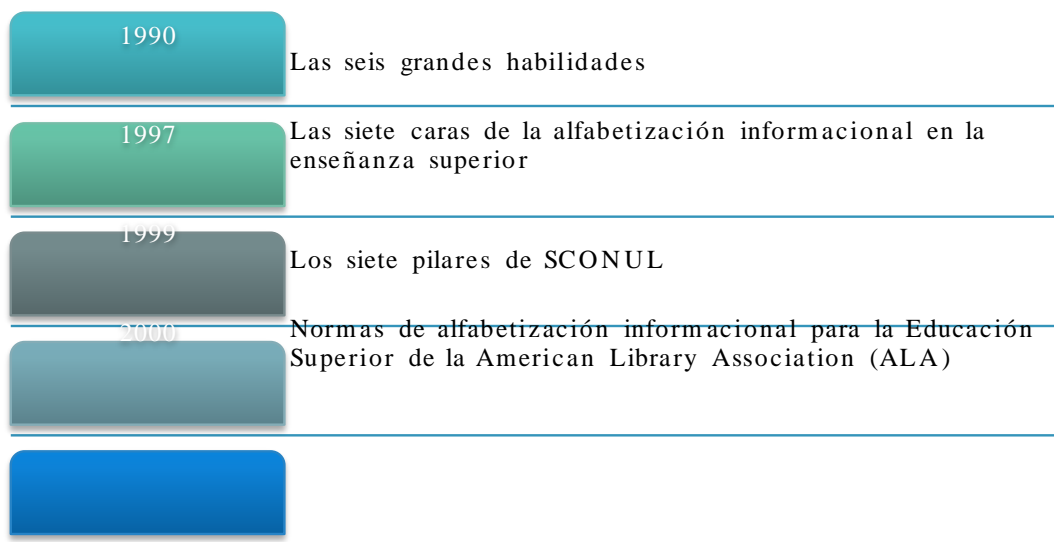 1990
Las seis grandes habilidades
1997
Las siete caras de la alfabetización informacional en la
enseñanza superior
1999
Los siete pilares de SCONUL
2000
Normas de alfabetización informacional para la Educación
Superior de la American Library Association (ALA)